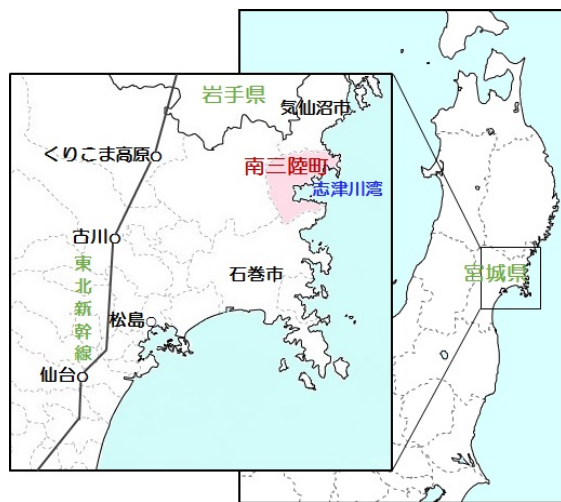 岩手県
気仙沼市
くりこま高原
南三陸町
志津川湾
古川
石巻市
東北新幹線
松島
仙台
宮城県